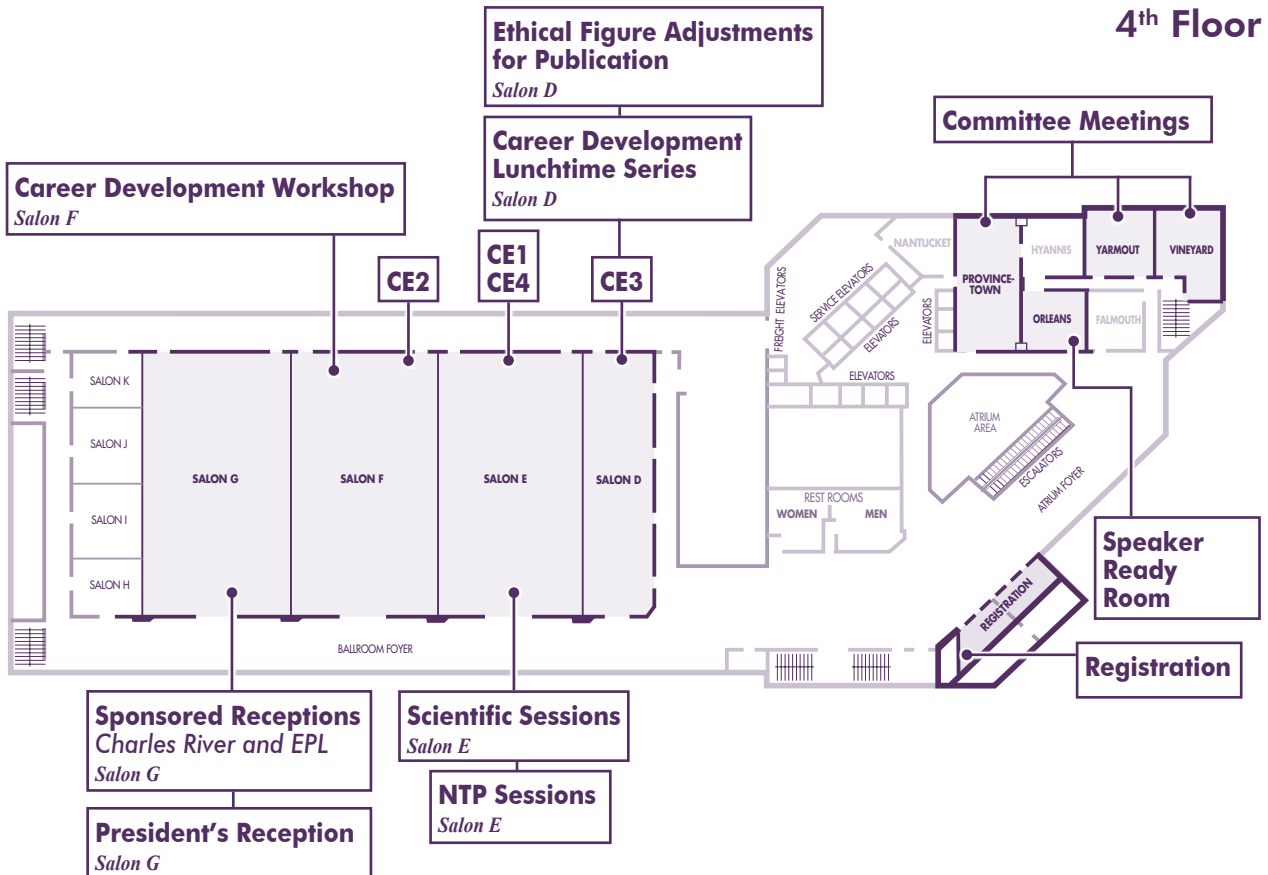 4th Floor
Ethical Figure Adjustments
for Publication
Salon D
Career Development
Lunchtime Series
Salon D
Committee Meetings
Career Development Workshop
Salon F
CE2
CE1
CE4
CE3
NANTUCKET
HYANNIS
YARMOUT
VINEYARD
PROVINCE-
TOWN
ORLEANS
FALMOUTH
FREIGHT ELEVATORS
SERVICE ELEVATORS
ELEVATORS
ELEVATORS
ELEVATORS
SALON K
SALON J
SALON I
SALON H
SALON G
SALON F
SALON E
SALON D
ATRIUM
AREA
ESCALATORS
ATRIUM FOYER
REST ROOMS
WOMEN
MEN
Speaker
Ready
Room
REGISTRATION
Registration
BALLROOM FOYER
Sponsored Receptions
Charles River and EPL
Salon G
President's Reception
Salon G
Scientific Sessions
Salon E
NTP Sessions
Salon E